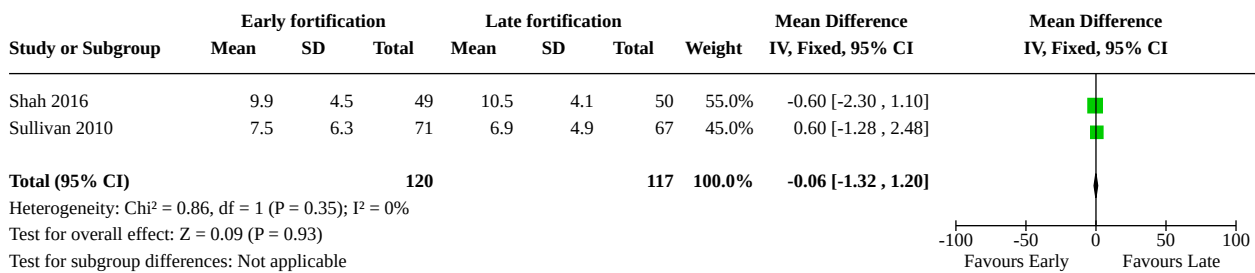 Early fortification Late fortification Mean Difference Mean Difference
Study or Subgroup Mean SD Total Mean SD Total Weight IV, Fixed, 95% CI IV, Fixed, 95% CI
Shah 2016 9.9 4.5 49 10.5 4.1 50 55.0% -0.60 [-2.30 , 1.10]
Sullivan 2010 7.5 6.3 71 6.9 4.9 67 45.0% 0.60 [-1.28 , 2.48]
Total (95% CI) 120 117 100.0% -0.06 [-1.32 , 1.20]
Heterogeneity: Chi² = 0.86, df = 1 (P = 0.35); I² = 0%
Test for overall effect: Z = 0.09 (P = 0.93)
-100 -50 0 50 100
Test for subgroup differences: Not applicable Favours Early Favours Late